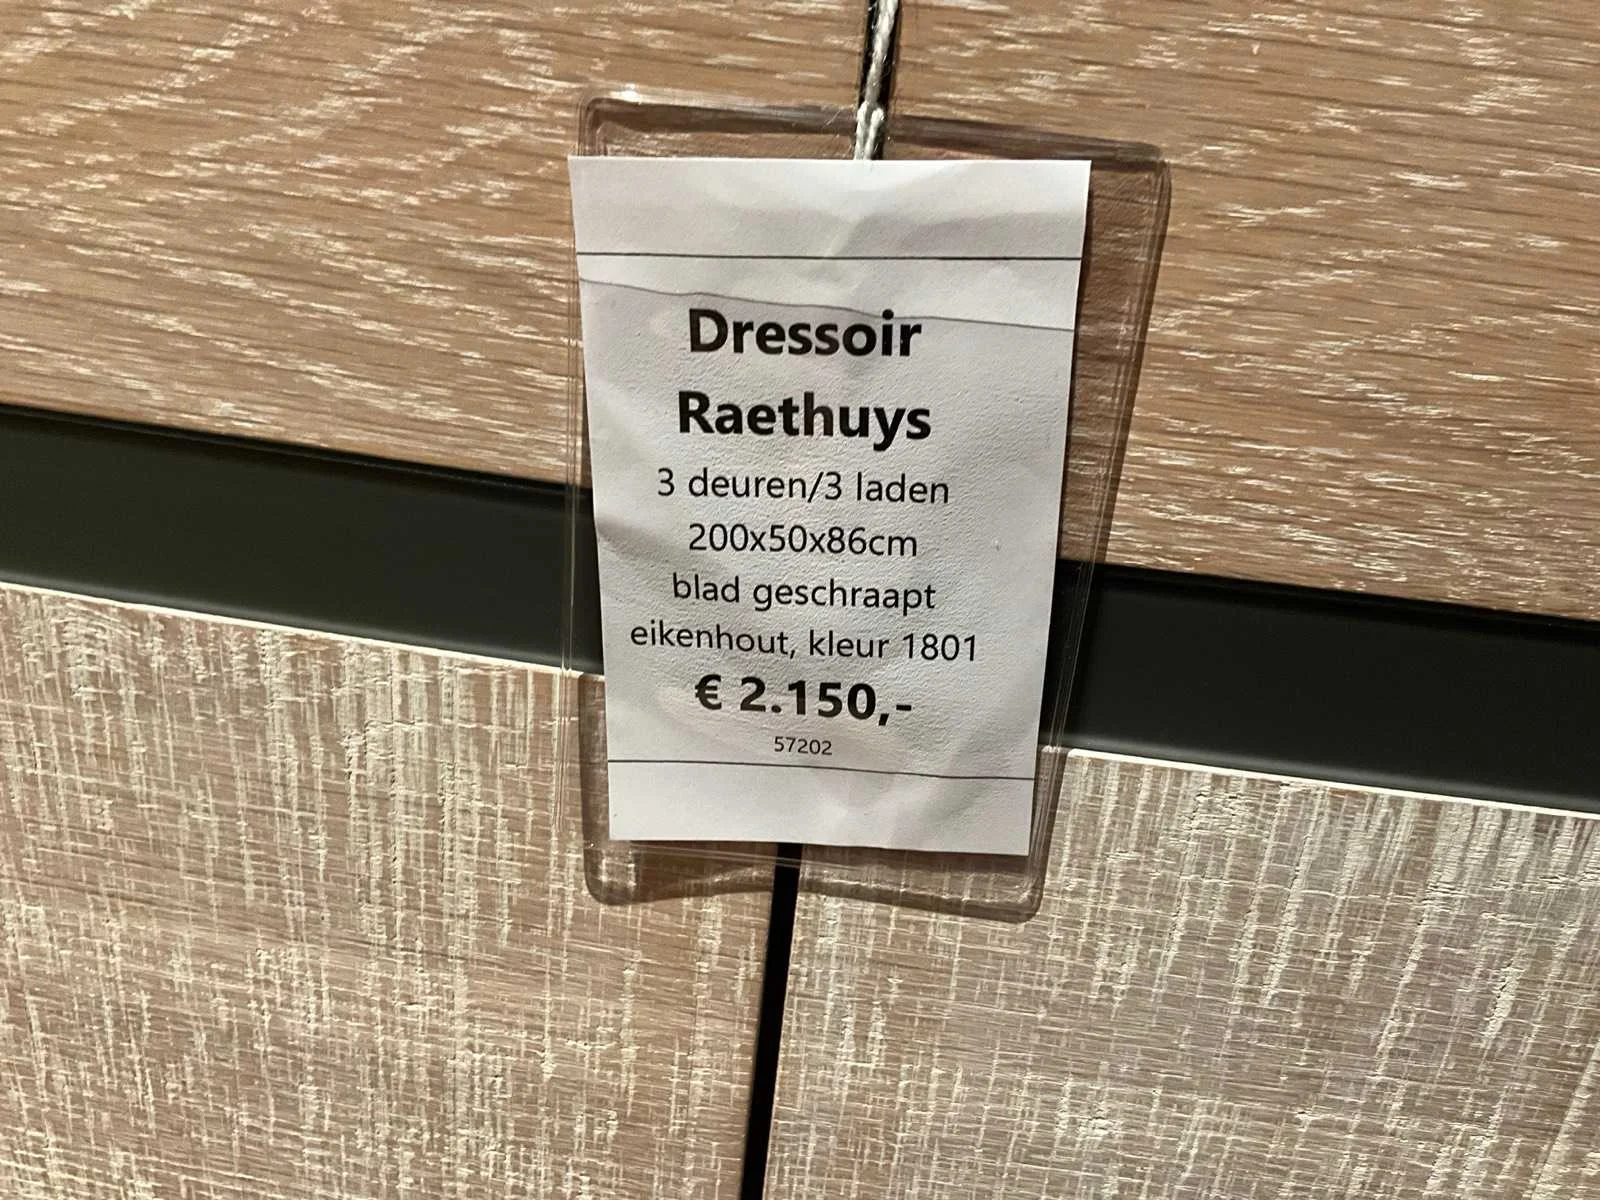 Dressoir
Raethuys
3 deuren/3 laden
200x50x86cm
blad geschraapt
eikenhout, kleur 1801
€ 2.150,-
57202